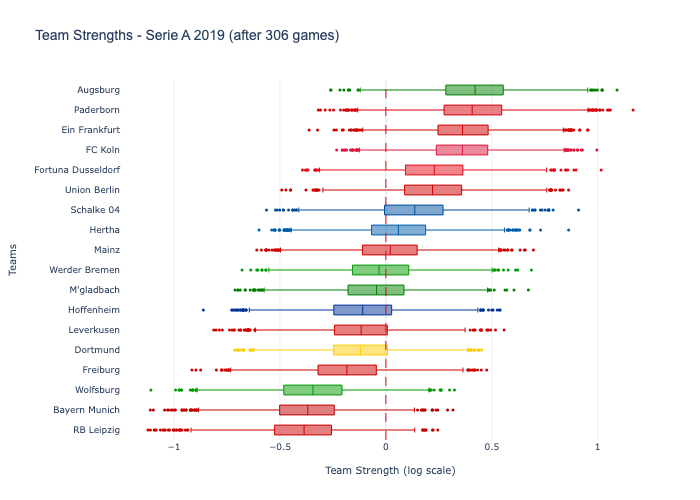 Team Strengths - Serie A 2019 (after 306 games)
Teams
Augsburg
Paderborn
Ein Frankfurt
FC Koln
Fortuna Dusseldorf
Union Berlin
Schalke 04
Hertha
Mainz
Werder Bremen
M'gladbach
Hoffenheim
Leverkusen
Dortmund
Freiburg
Wolfsburg
Bayern Munich
RB Leipzig
−1 −0.5 0 0.5 1
Team Strength (log scale)